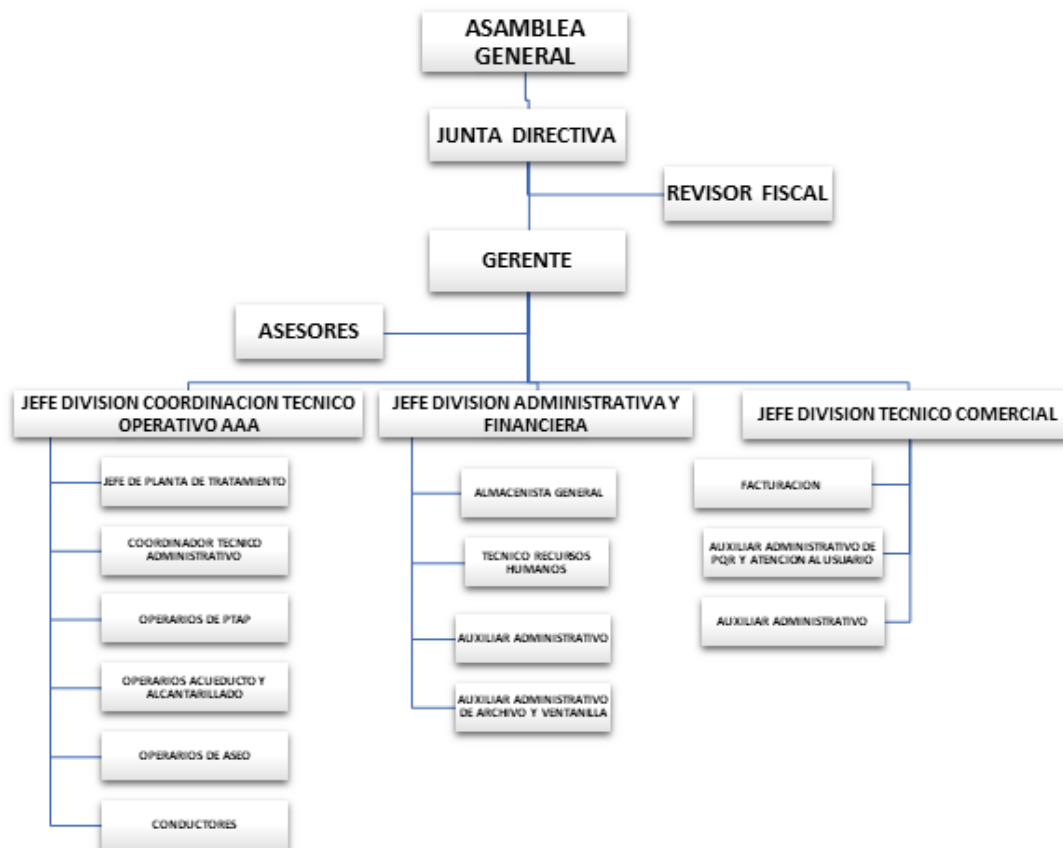 ASAMBLEA
GENERAL
JUNTA DIRECTIVA
REVISOR FISCAL
GERENTE
ASESORES
JEFE DIVISION COORDINACION TECNICO
OPERATIVO AAA
JEFE DE PLANTA DE TRATAMIENTO
COORDINADOR TECNICO
ADMINISTRATIVO
OPERARIOS DE PTAP
OPERARIOS ACUEDUCTO Y
ALCANTARILLADO
OPERARIOS DE ASEO
CONDUCTORES
JEFE DIVISION ADMINISTRATIVA Y
FINANCIERA
ALMACENISTA GENERAL
TECNICO RECURSOS
HUMANOS
AUXILIAR ADMINISTRATIVO
AUXILIAR ADMINISTRATIVO
DE ARCHIVO Y VENTANILLA
JEFE DIVISION TECNICO COMERCIAL
FACTURACION
AUXILIAR ADMINISTRATIVO DE
PQR Y ATENCION AL USUARIO
AUXILIAR ADMINISTRATIVO